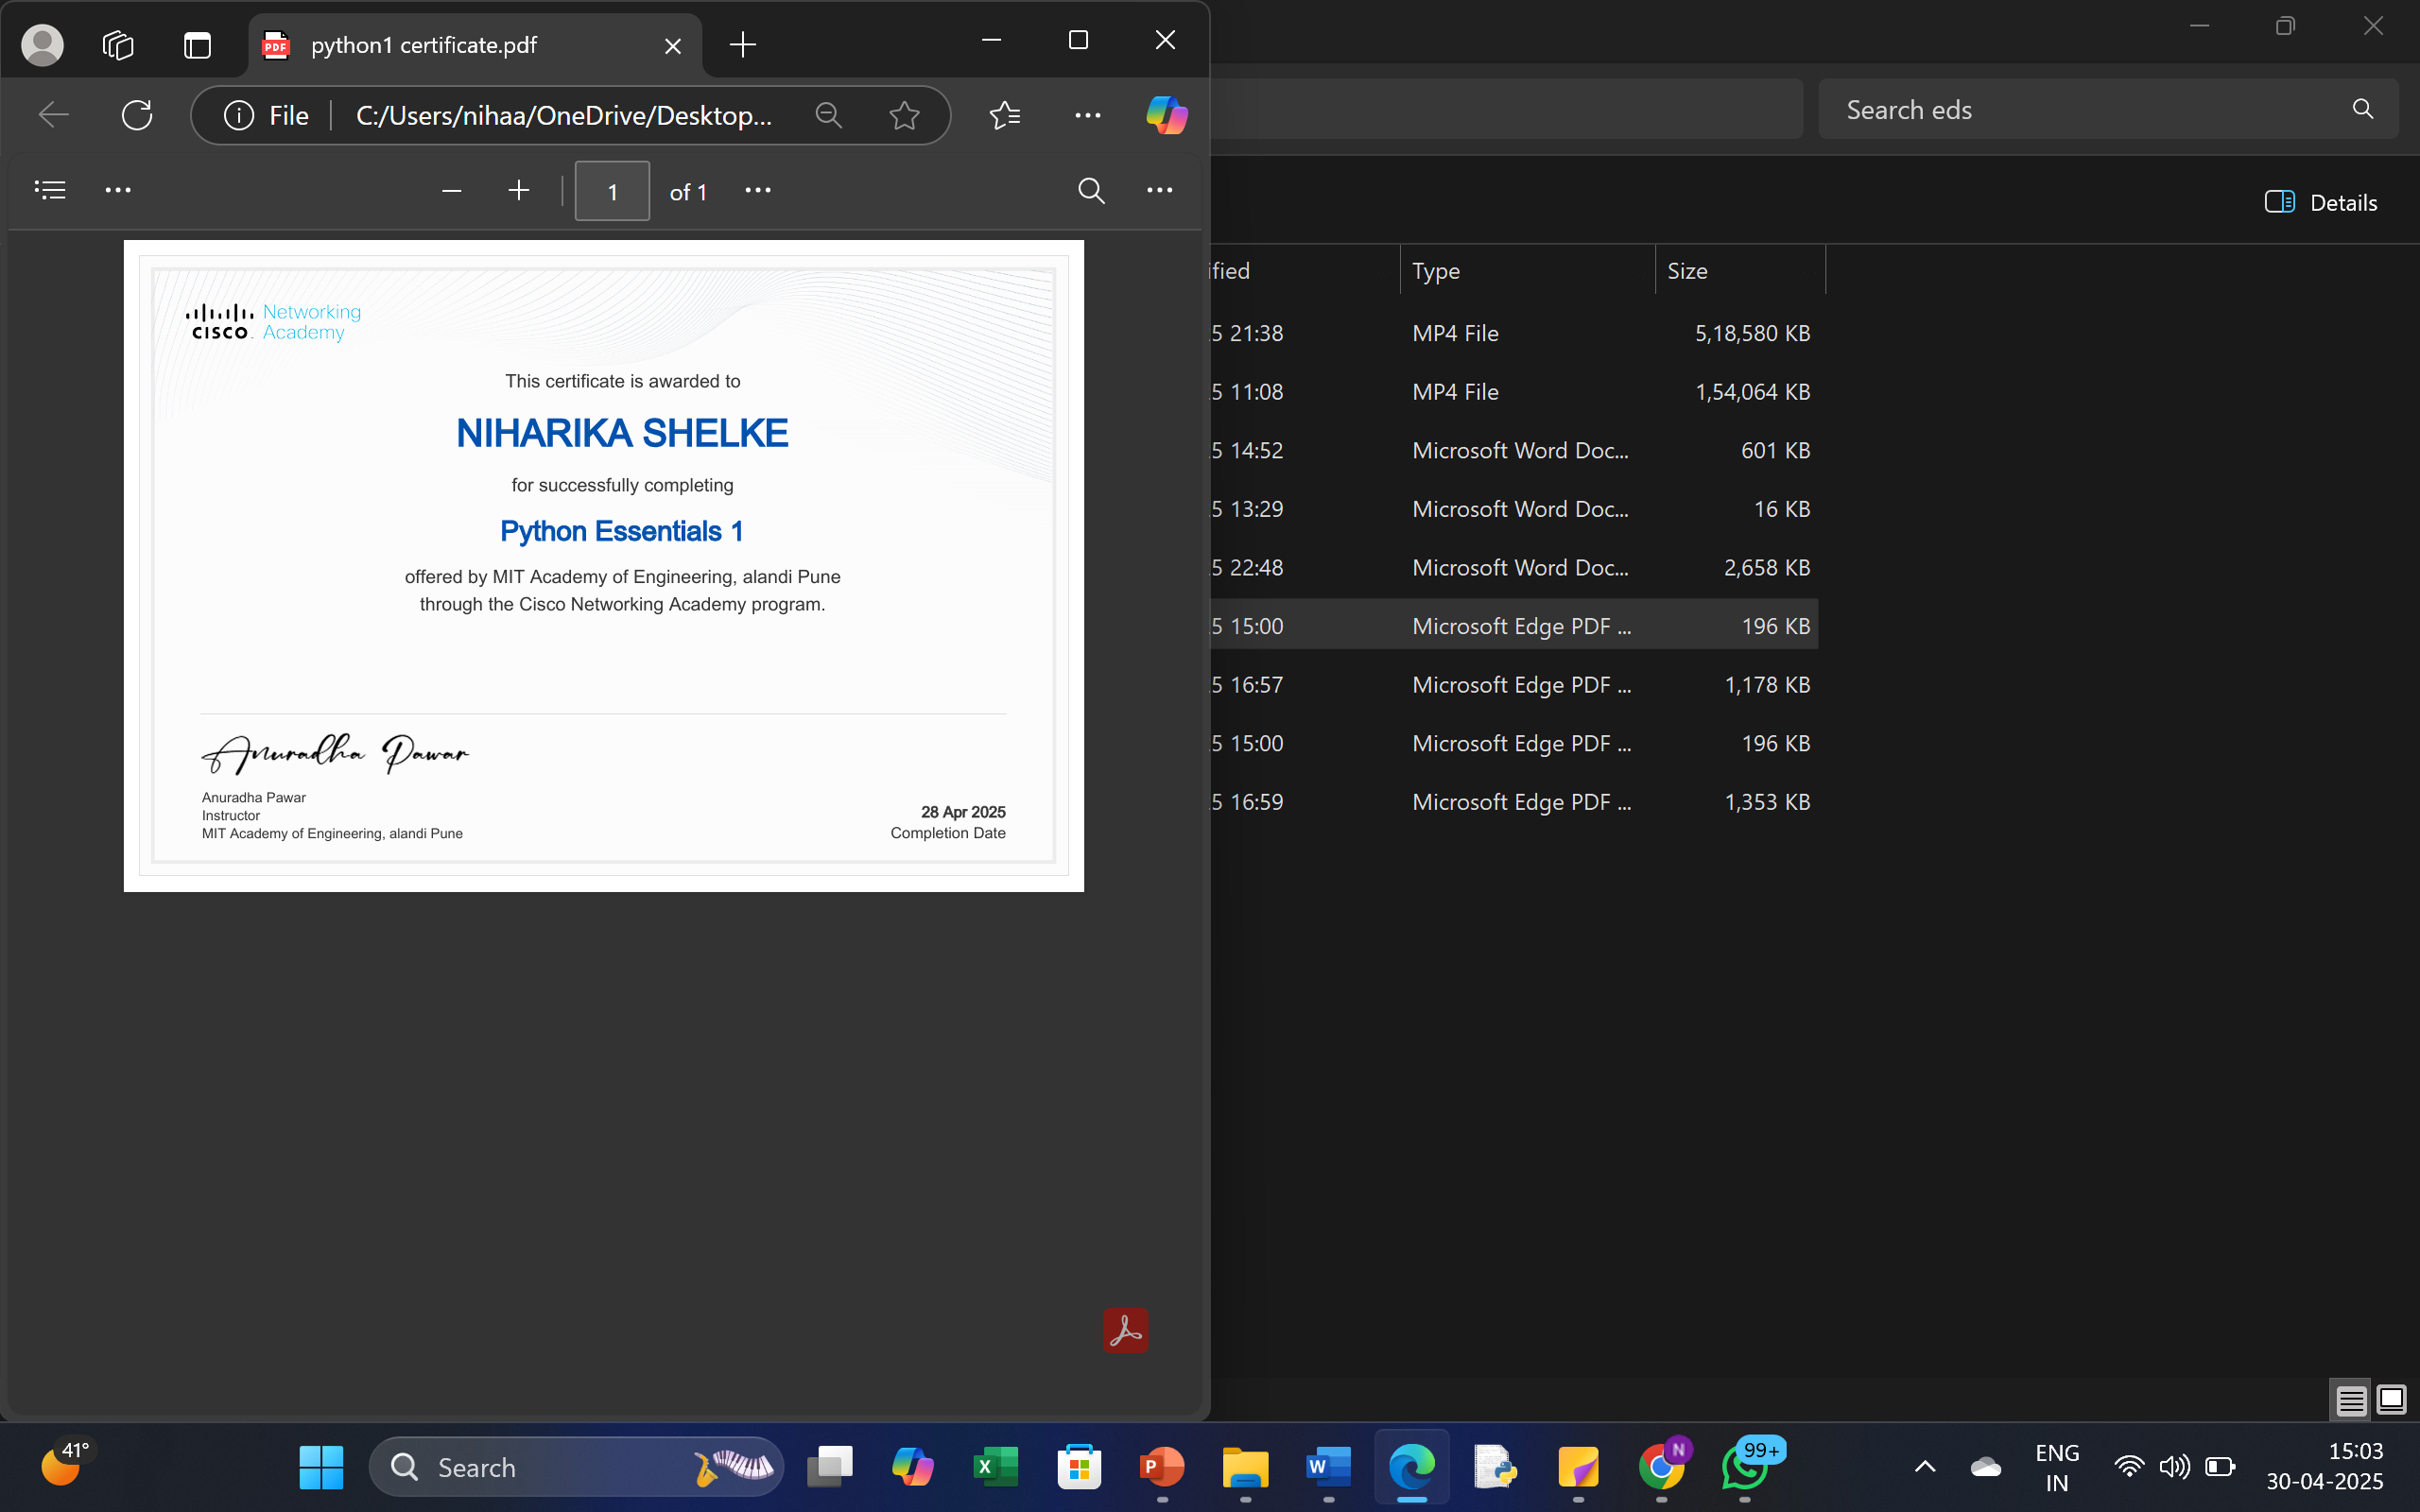 python1 certificate.pdf
File
C:/Users/nihaa/OneDrive/Desktop...
Search eds
1
of 1
Details
PDF
CISCO
Networking
Academy
This certificate is awarded to
NIHARIKA SHELKE
for successfully completing
Python Essentials 1
offered by MIT Academy of Engineering, alandi Pune
through the Cisco Networking Academy program.
Anuradha Pawar
Anuradha Pawar
Instructor
MIT Academy of Engineering, alandi Pune
28 Apr 2025
Completion Date
ified Type Size
5 21:38 MP4 File 5,18,580 KB
5 11:08 MP4 File 1,54,064 KB
5 14:52 Microsoft Word Doc... 601 KB
5 13:29 Microsoft Word Doc... 16 KB
5 22:48 Microsoft Word Doc... 2,658 KB
5 15:00 Microsoft Edge PDF ... 196 KB
5 16:57 Microsoft Edge PDF ... 1,178 KB
5 15:00 Microsoft Edge PDF ... 196 KB
5 16:59 Microsoft Edge PDF ... 1,353 KB
41°
Search
X
P
W
N
99+
ENG
IN
15:03
30-04-2025